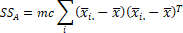 SS_A = mc∑_i (x̄_i. − x̄)(x̄_i. − x̄)^T